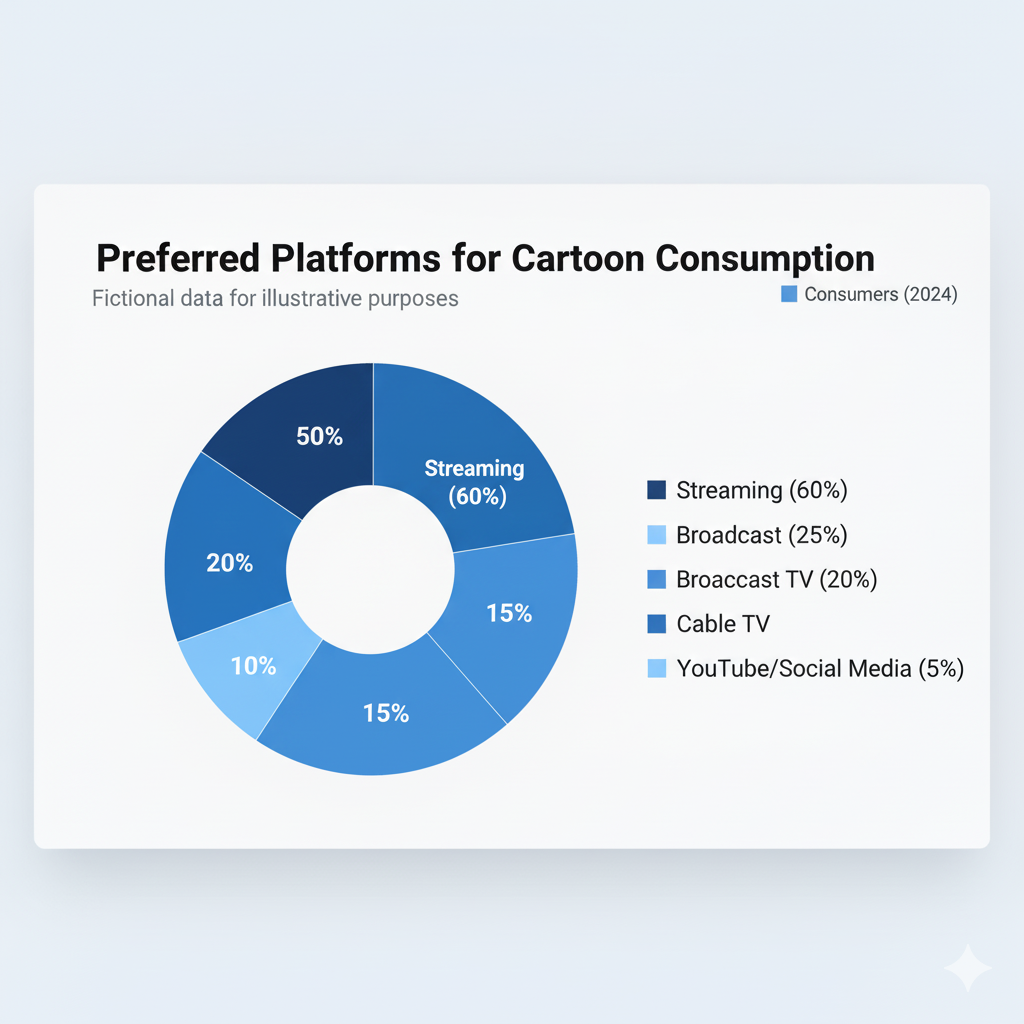 Preferred Platforms for Cartoon Consumption
Fictional data for illustrative purposes
Consumers (2024)
50%
Streaming
(60%)
20%
15%
10%
15%
Streaming (60%)
Broadcast (25%)
Broaccast TV (20%)
Cable TV
YouTube/Social Media (5%)